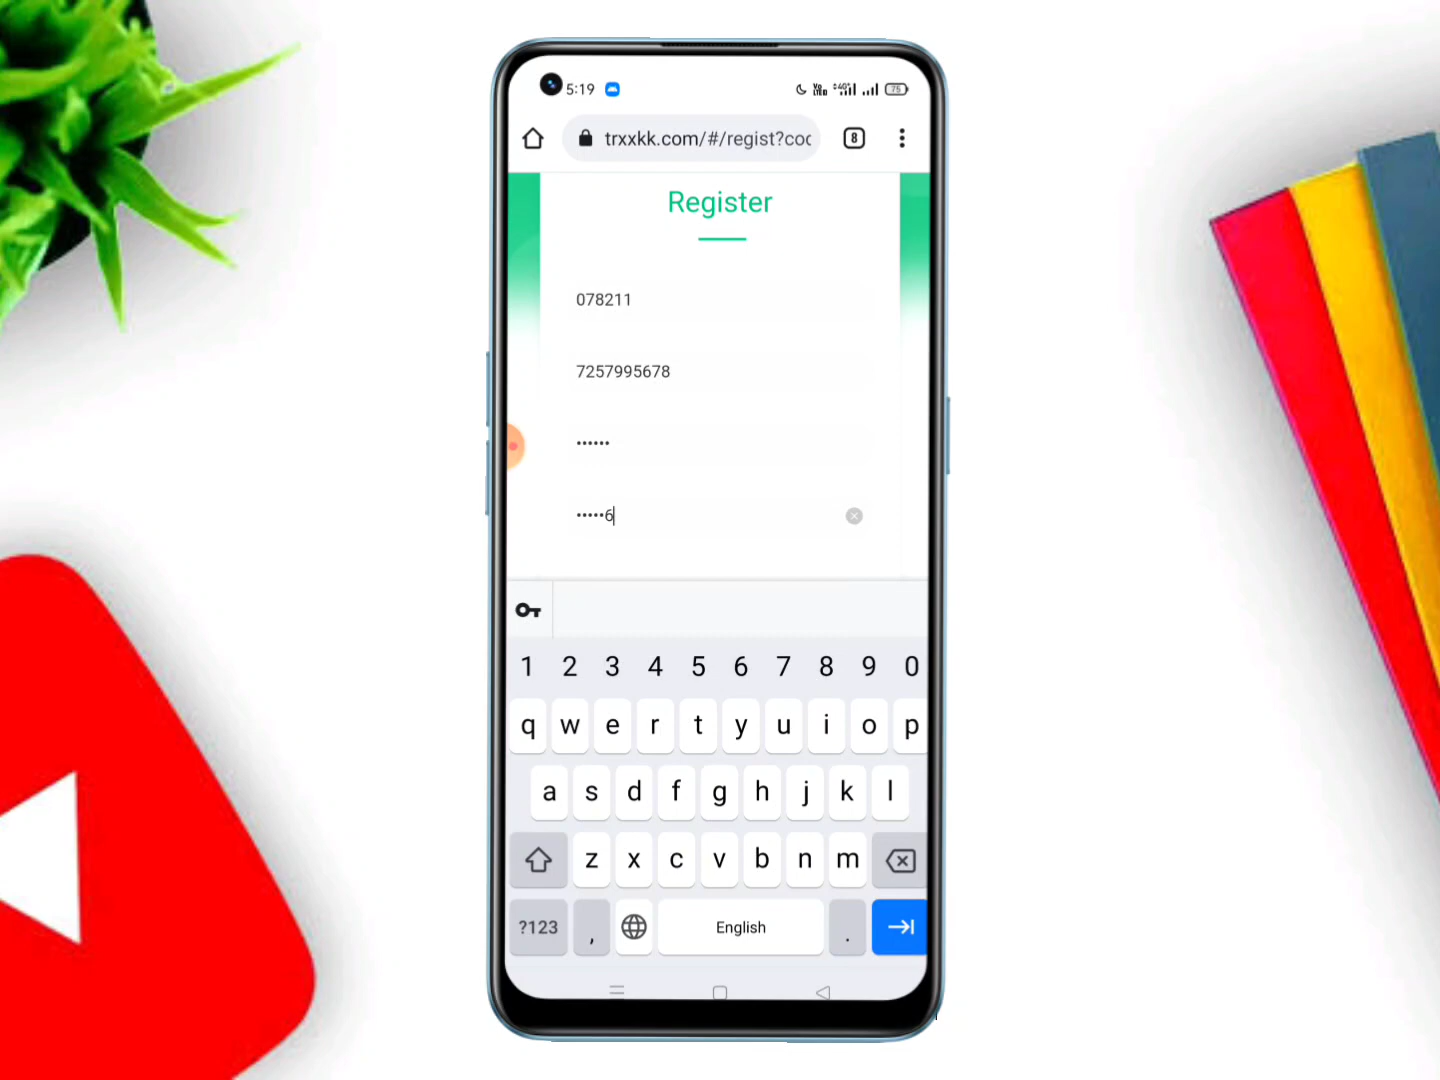 5:19
75
trxxkk.com/#/regist?coc
8
Register
078211
7257995678
••••••
•••••6
1 2 3 4 5 6 7 8 9 0
q w e r t y u i o p
a s d f g h j k l
z x c v b n m
?123 , English .